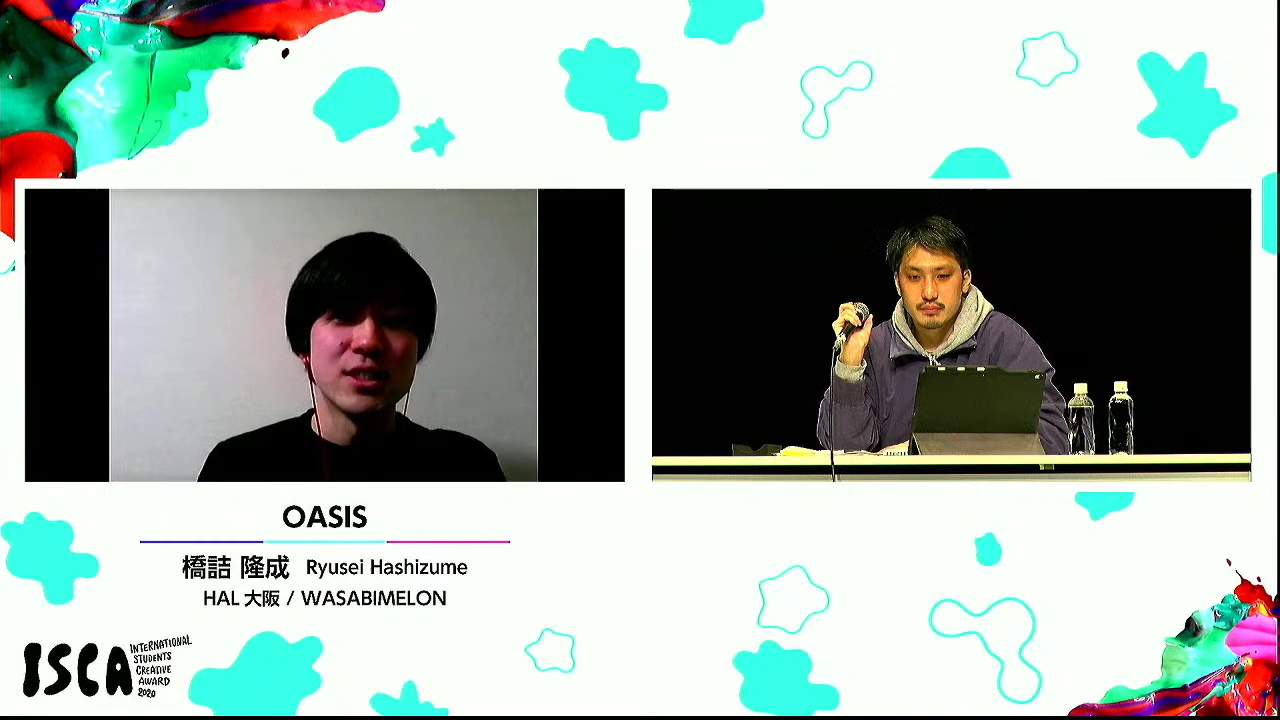 OASIS
橋詰 隆成 Ryusei Hashizume
HAL 大阪 / WASABIMELON
ISCA
INTERNATIONAL
STUDENTS
CREATIVE
AWARD
2020